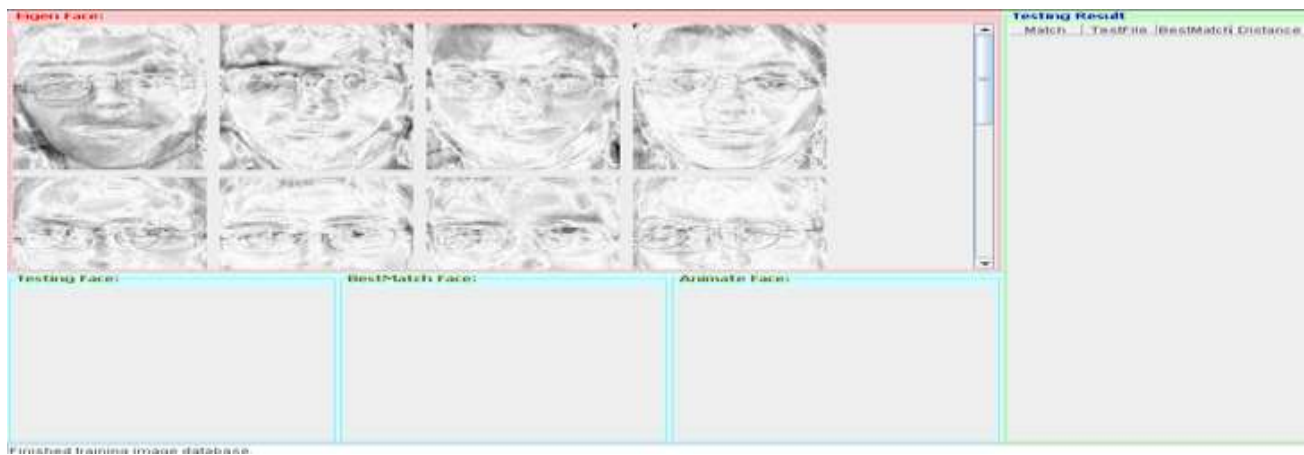 Eigen Face:
Testing Result
Match TestFile BestMatch Distance
Testing Face:
BestMatch Face:
Animate Face:
Finished training image database